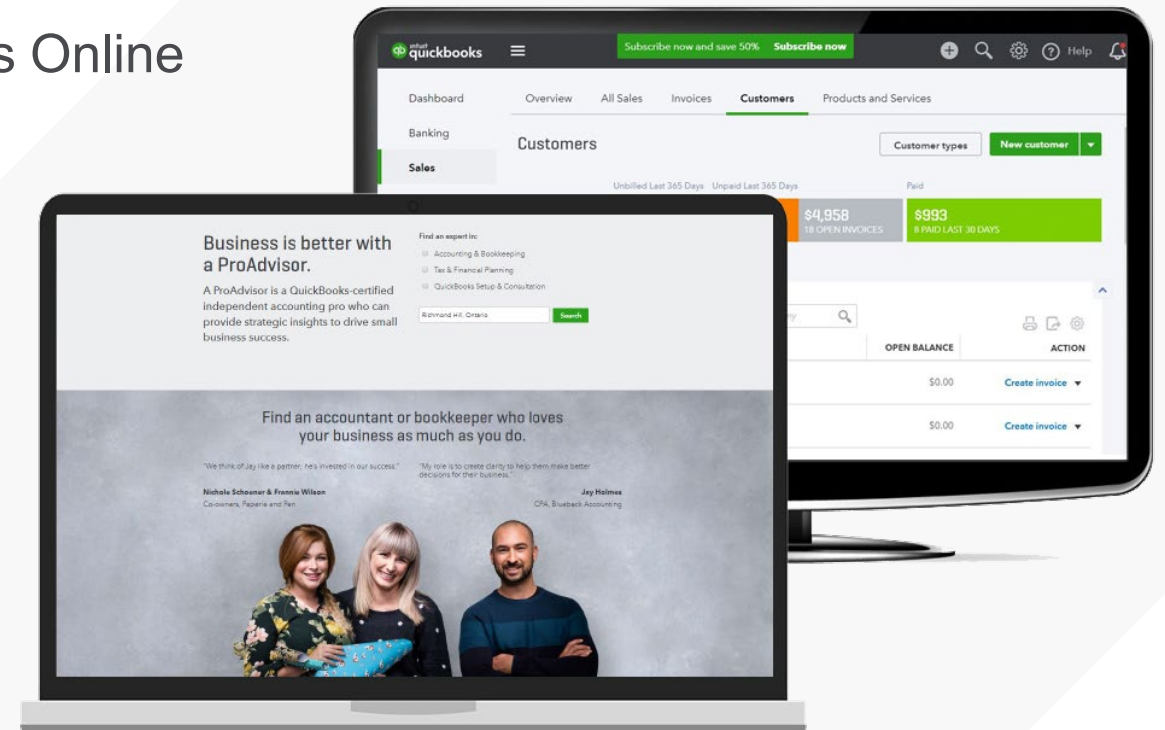 s Online
intuit
quickbooks
Subscribe now and save 50% Subscribe now
Help
Dashboard
Overview All Sales Invoices Customers Products and Services
Banking
Customers
Customer types New customer
Sales
Unbilled Last 365 Days Unpaid Last 365 Days Paid
$4,958
18 OPEN INVOICES
$993
8 PAID LAST 30 DAYS
OPEN BALANCE ACTION
$0.00 Create invoice
$0.00 Create invoice
Business is better with
a ProAdvisor.
A ProAdvisor is a QuickBooks-certified
independent accounting pro who can
provide strategic insights to drive small
business success.
Find an expert in:
Accounting & Bookkeeping
Tax & Financial Planning
QuickBooks Setup & Consultation
Richmond Hill, Ontario Search
Find an accountant or bookkeeper who loves
your business as much as you do.
"We think of Jay like a partner; he's invested in our success."
Nichole Schoener & Frannie Wilson
Co-owners, Paperie and Pen
"My role is to create clarity to help them make better
decisions for their business."
Jay Holmes
CPA, Blueback Accounting